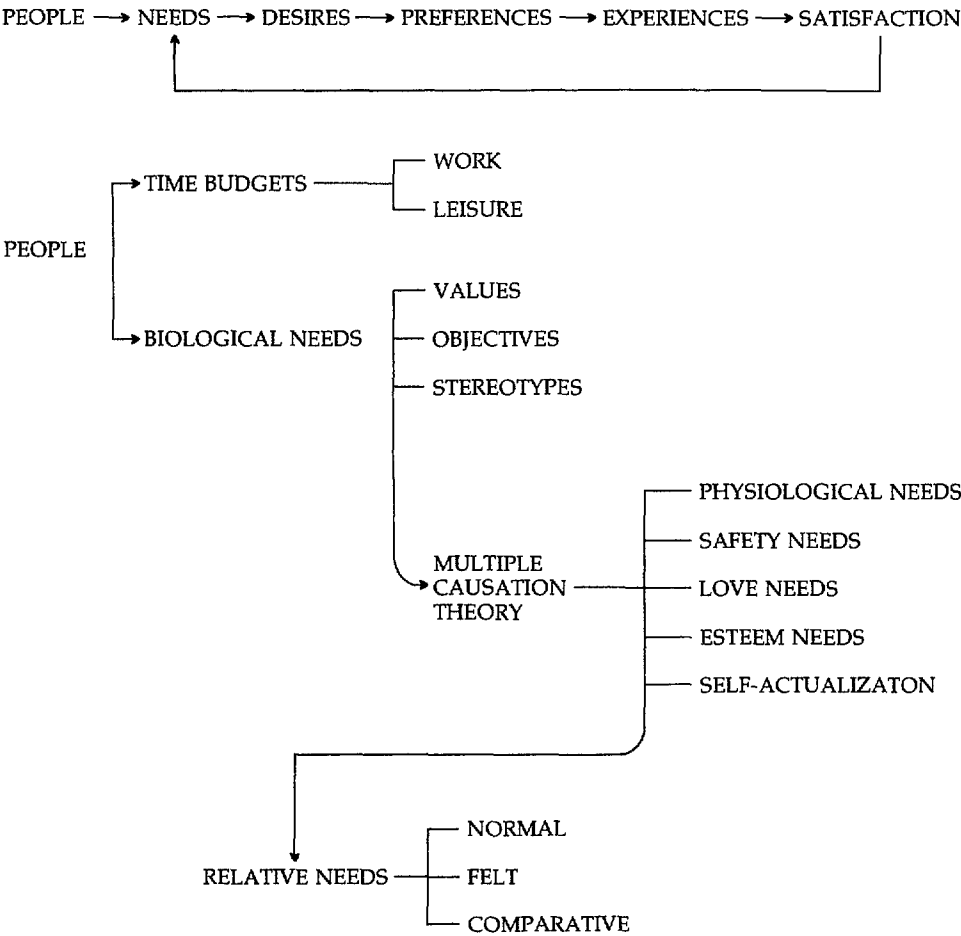 PEOPLE NEEDS DESIRES PREFERENCES EXPERIENCES SATISFACTION
WORK
TIME BUDGETS
LEISURE
PEOPLE
VALUES
BIOLOGICAL NEEDS OBJECTIVES
STEREOTYPES
PHYSIOLOGICAL NEEDS
SAFETY NEEDS
MULTIPLE
CAUSATION
THEORY
LOVE NEEDS
ESTEEM NEEDS
SELF-ACTUALIZATON
NORMAL
RELATIVE NEEDS FELT
COMPARATIVE